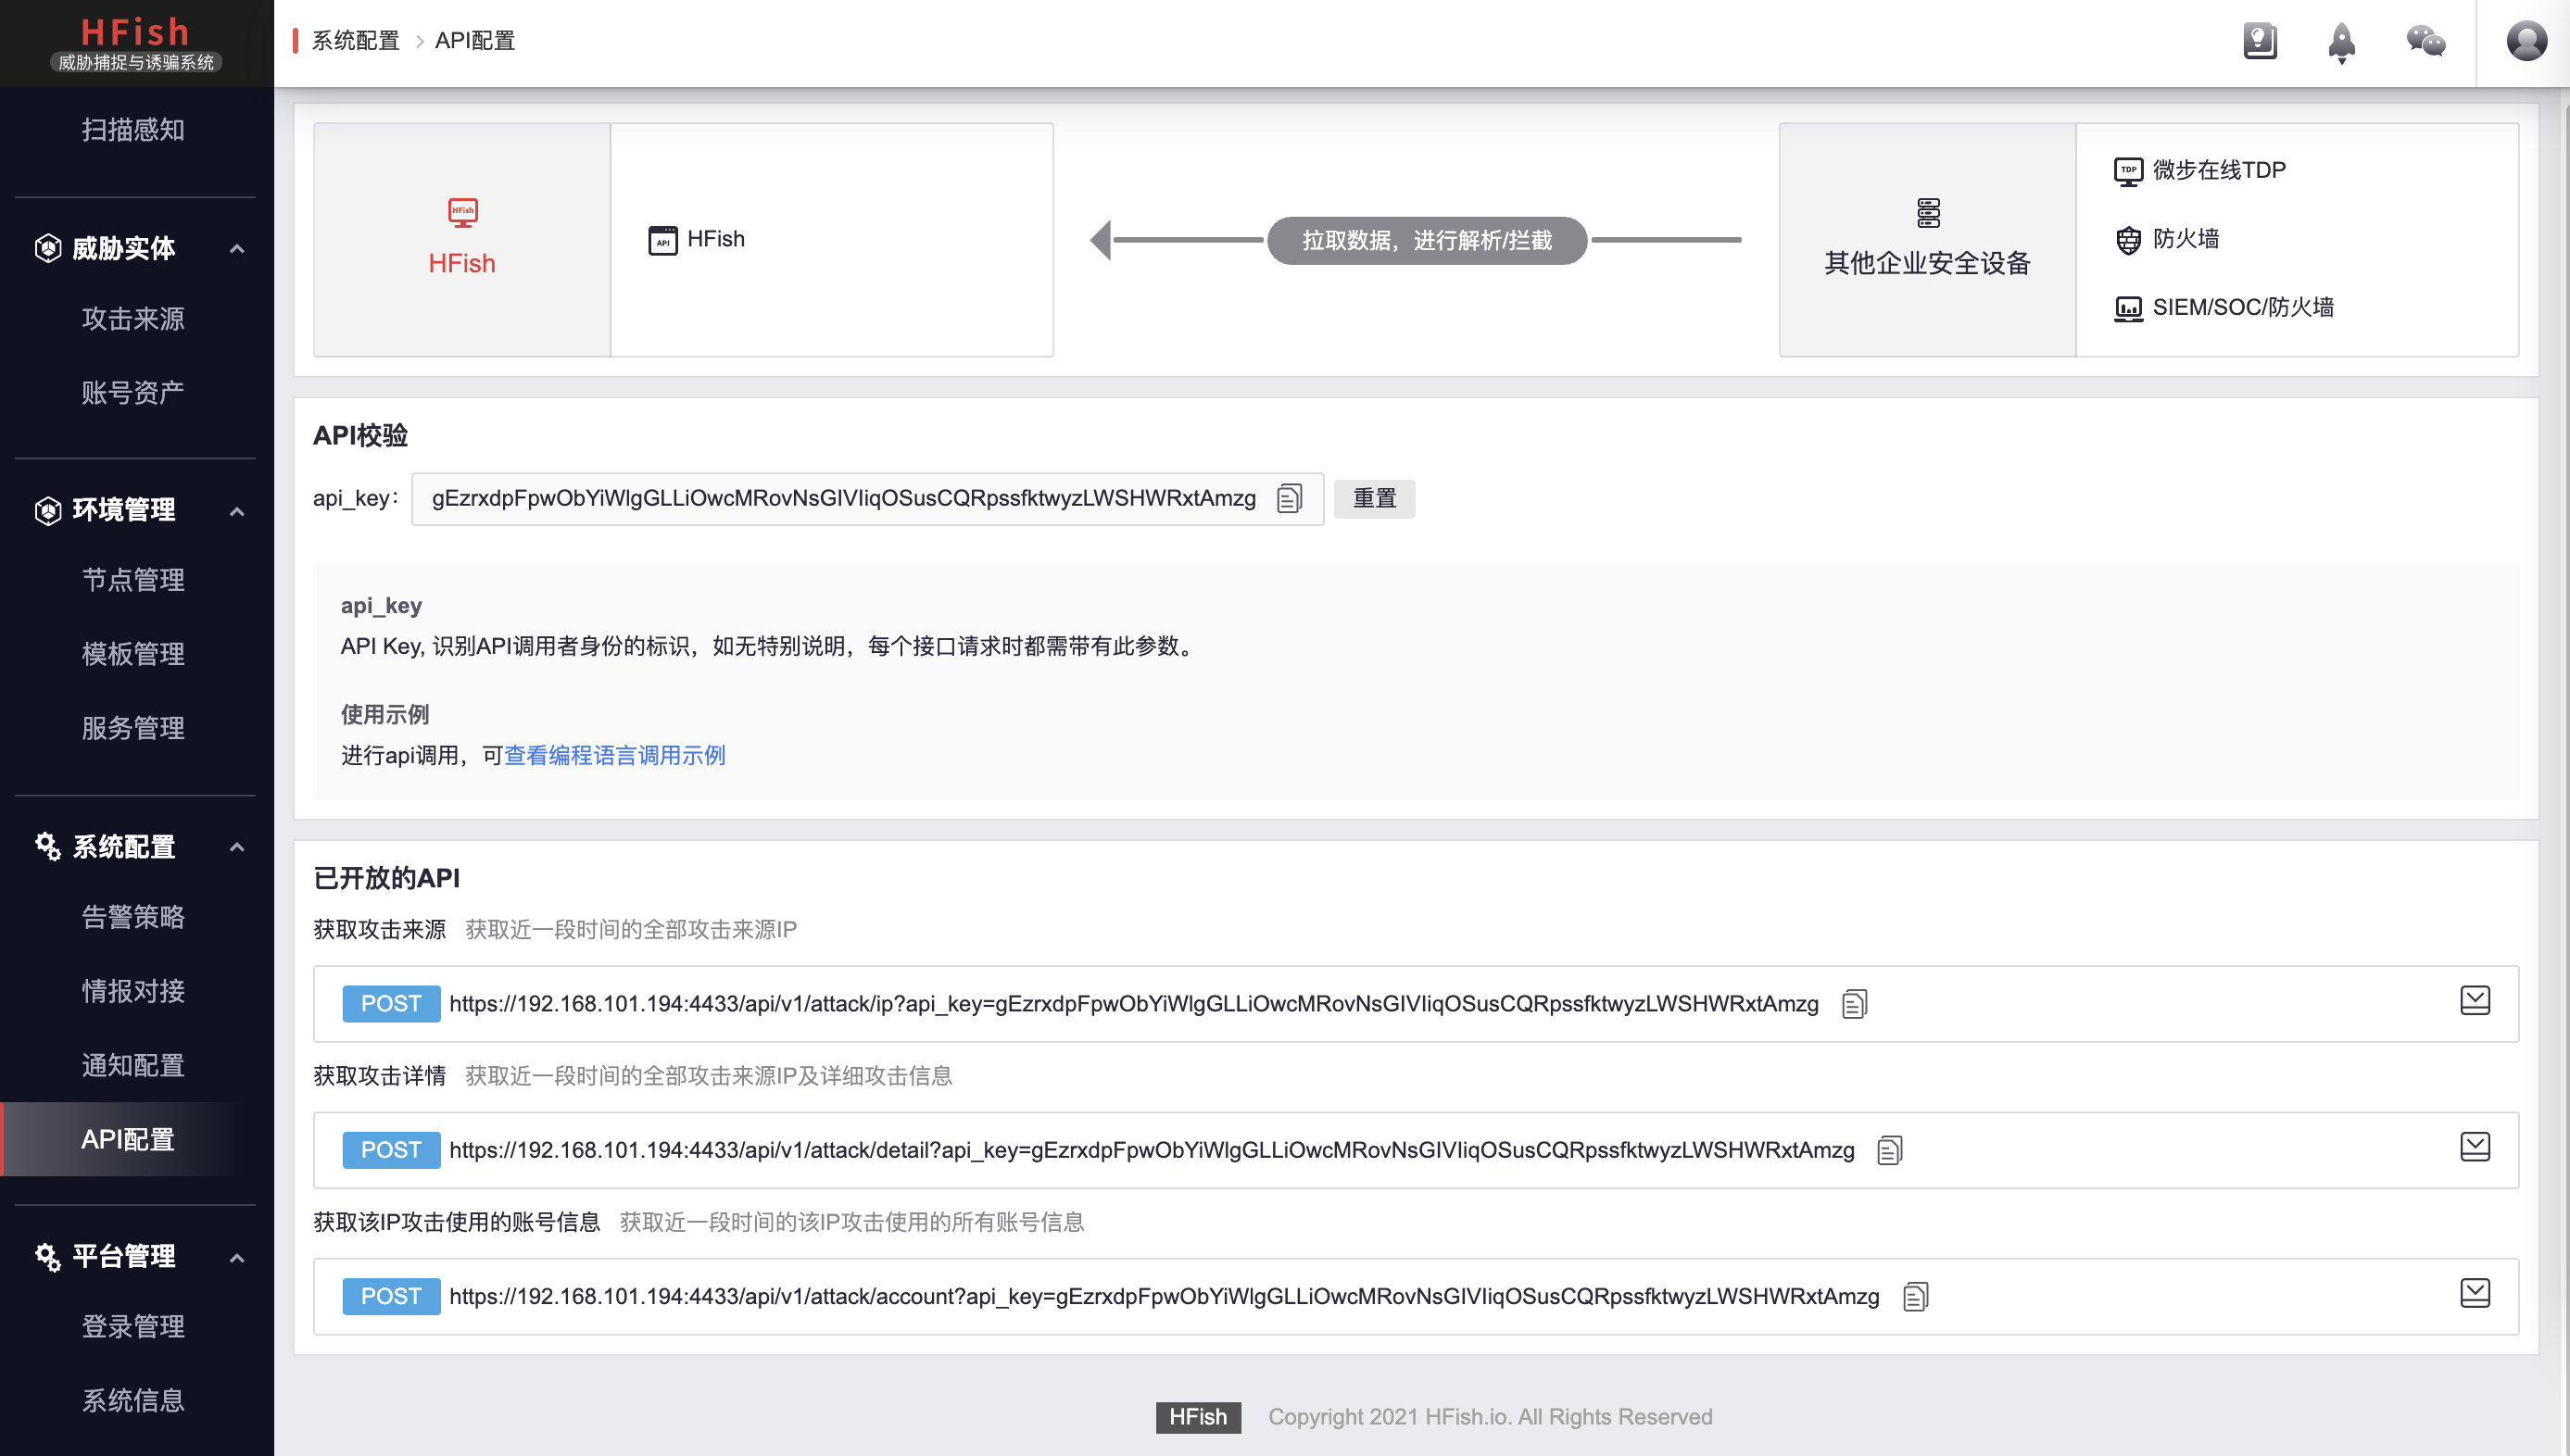 HFish
威胁捕捉与诱骗系统
系统配置 > API配置
扫描感知
威胁实体
攻击来源
账号资产
环境管理
节点管理
模板管理
服务管理
系统配置
告警策略
情报对接
通知配置
API配置
平台管理
登录管理
系统信息
HFish
HFish
API
HFish
拉取数据，进行解析/拦截
其他企业安全设备
TDP
微步在线TDP
防火墙
SIEM/SOC/防火墙
API校验
api_key： gEzrxdpFpwObYiWlgGLLiOwcMRovNsGIVIiqOSusCQRpssfktwyzLWSHWRxtAmzg 重置
api_key
API Key, 识别API调用者身份的标识，如无特别说明，每个接口请求时都需带有此参数。
使用示例
进行api调用，可查看编程语言调用示例
已开放的API
获取攻击来源 获取近一段时间的全部攻击来源IP
POST https://192.168.101.194:4433/api/v1/attack/ip?api_key=gEzrxdpFpwObYiWlgGLLiOwcMRovNsGIVIiqOSusCQRpssfktwyzLWSHWRxtAmzg
获取攻击详情 获取近一段时间的全部攻击来源IP及详细攻击信息
POST https://192.168.101.194:4433/api/v1/attack/detail?api_key=gEzrxdpFpwObYiWlgGLLiOwcMRovNsGIVIiqOSusCQRpssfktwyzLWSHWRxtAmzg
获取该IP攻击使用的账号信息 获取近一段时间的该IP攻击使用的所有账号信息
POST https://192.168.101.194:4433/api/v1/attack/account?api_key=gEzrxdpFpwObYiWlgGLLiOwcMRovNsGIVIiqOSusCQRpssfktwyzLWSHWRxtAmzg
HFish Copyright 2021 HFish.io. All Rights Reserved